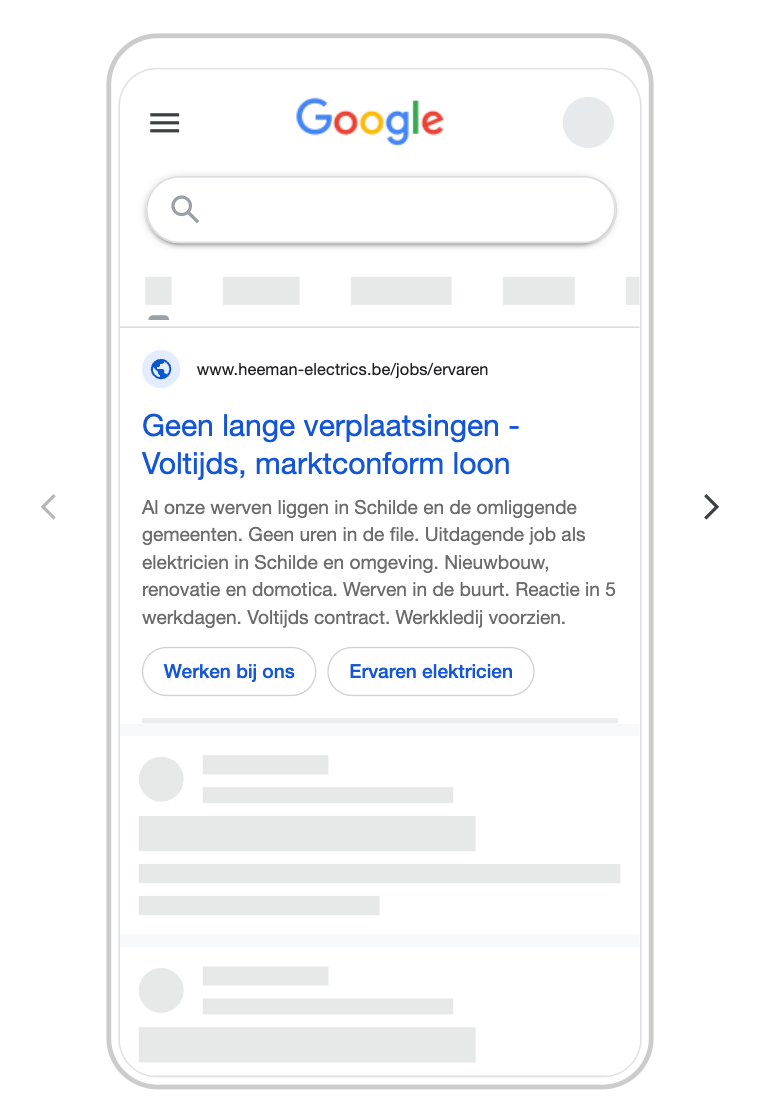 Google
www.heeman-electrics.be/jobs/ervaren
Geen lange verplaatsingen -
Voltijds, marktconform loon
Al onze werven liggen in Schilde en de omliggende
gemeenten. Geen uren in de file. Uitdagende job als
elektricien in Schilde en omgeving. Nieuwbouw,
renovatie en domotica. Werven in de buurt. Reactie in 5
werkdagen. Voltijds contract. Werkkledij voorzien.
Werken bij ons
Ervaren elektricien